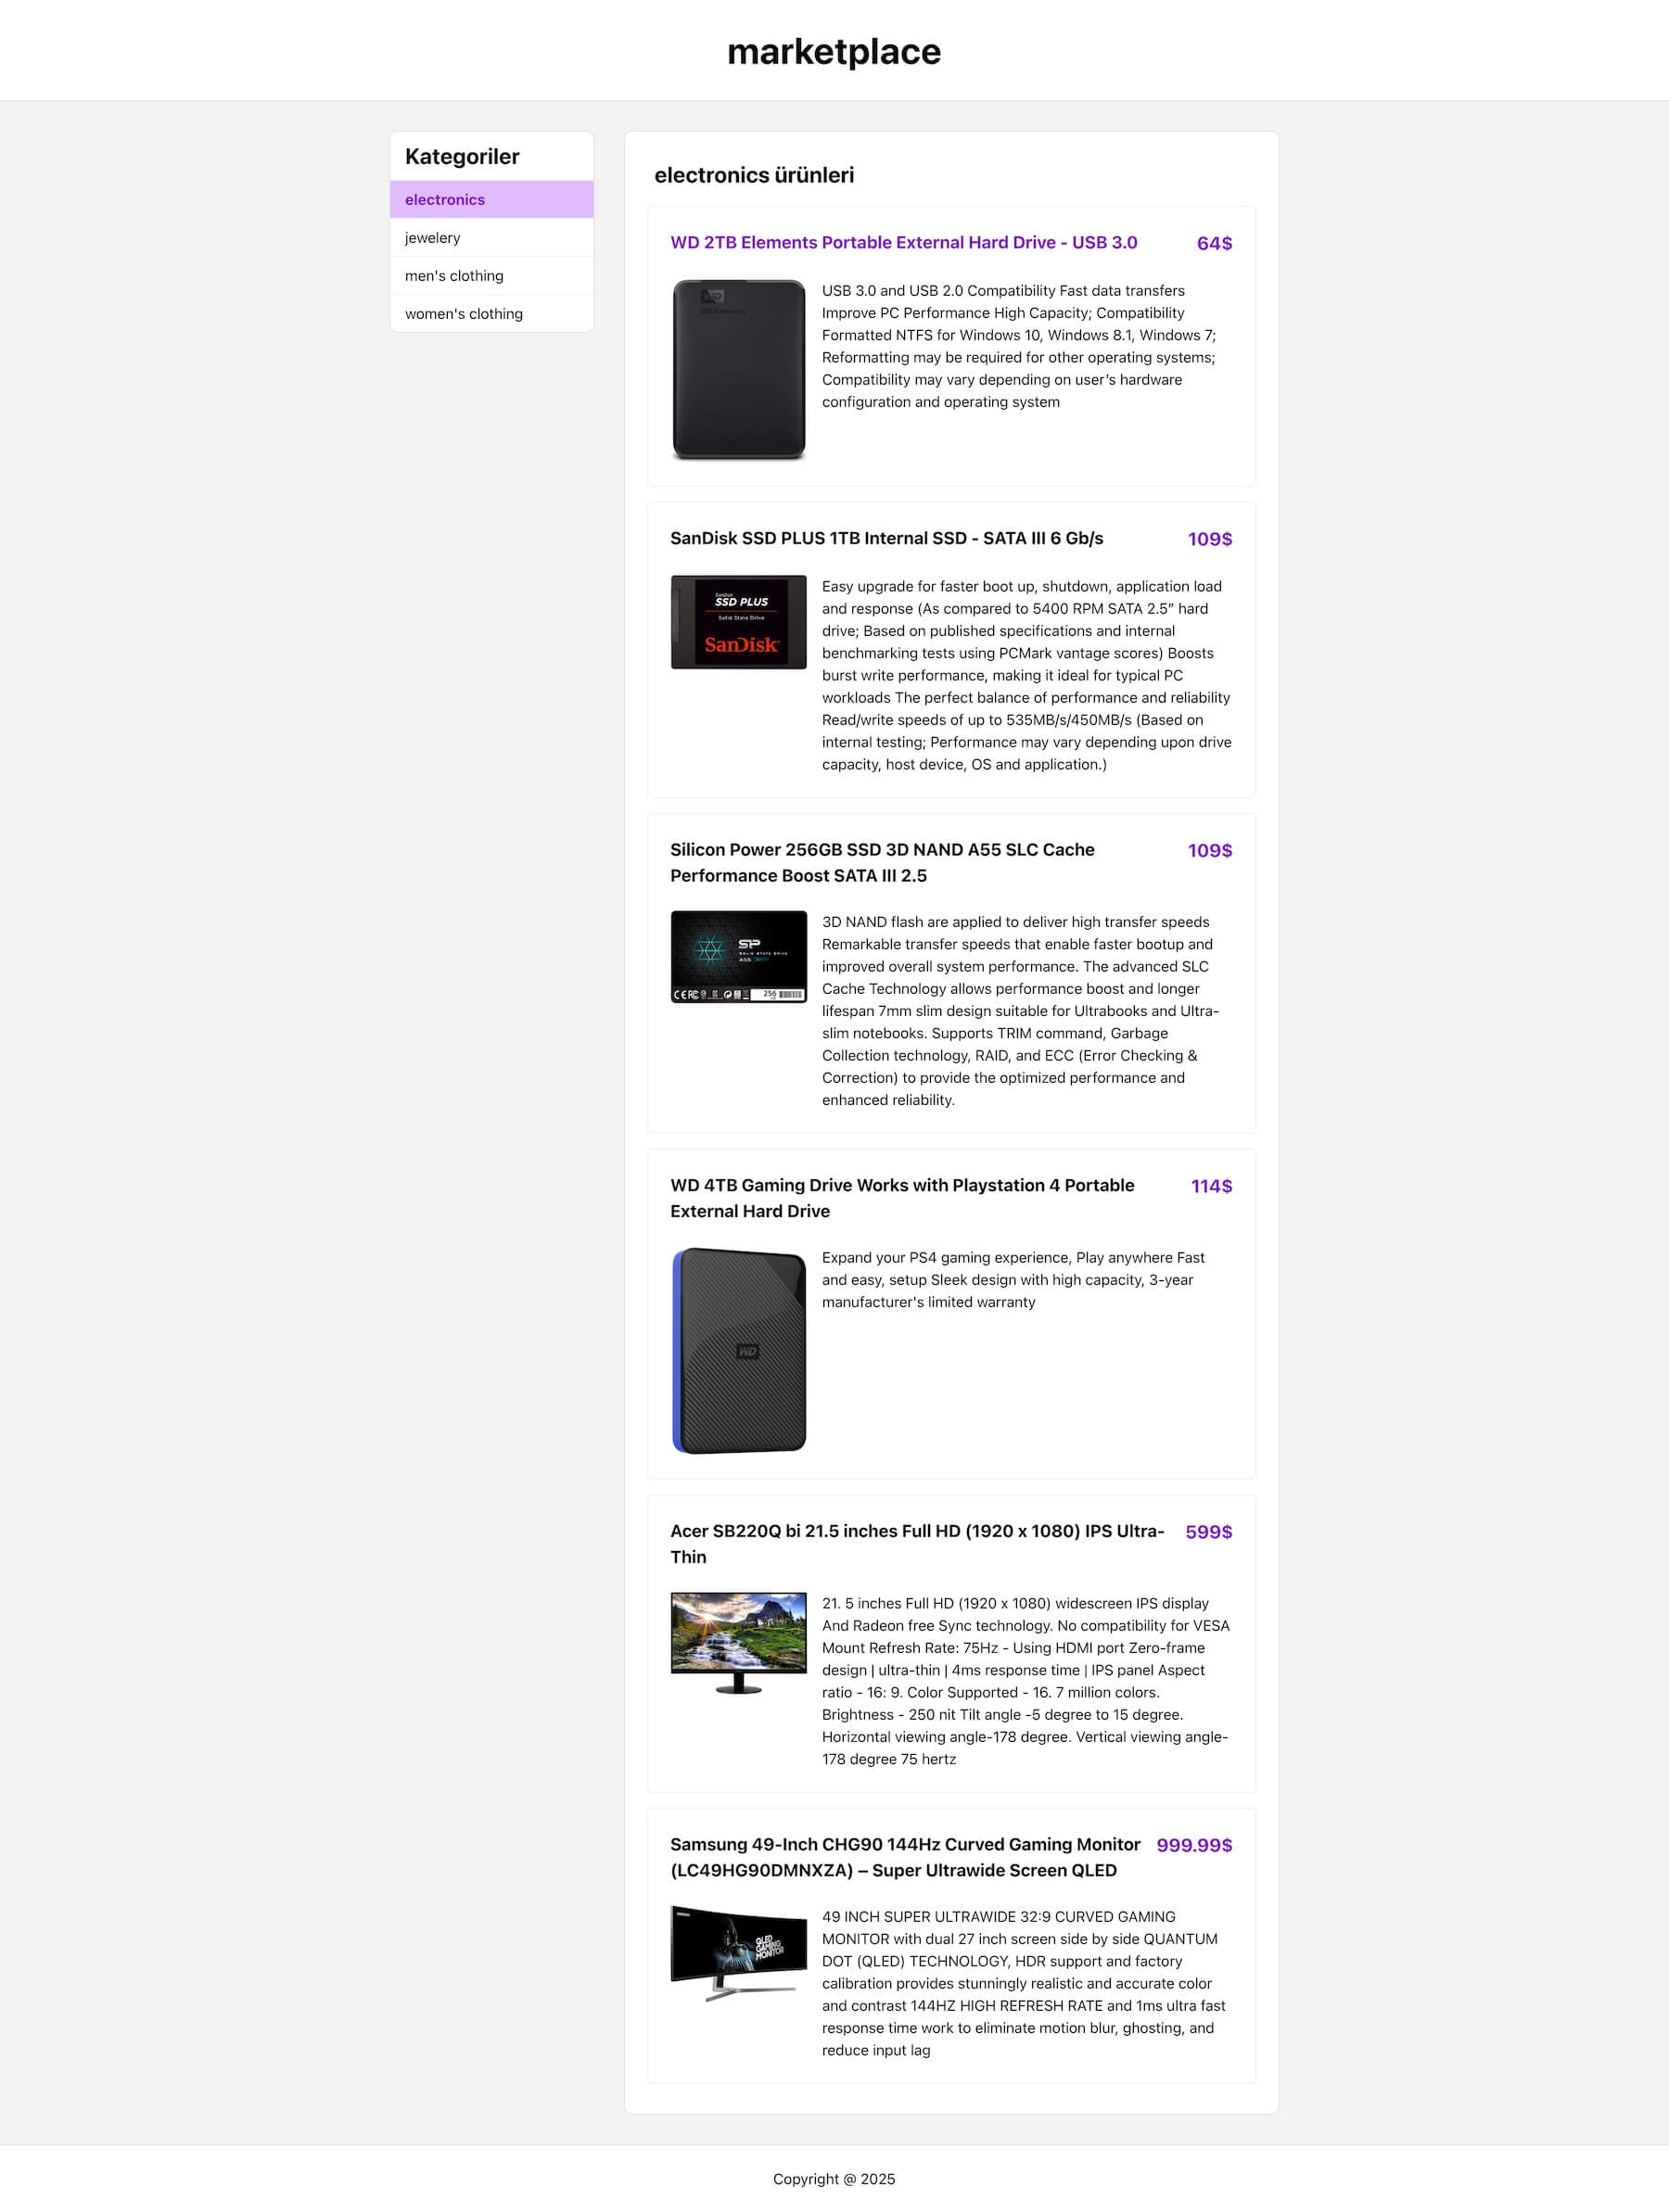 marketplace
Kategoriler
electronics
jewelery
men's clothing
women's clothing
electronics ürünleri
WD 2TB Elements Portable External Hard Drive - USB 3.0
64$
USB 3.0 and USB 2.0 Compatibility Fast data transfers
Improve PC Performance High Capacity; Compatibility
Formatted NTFS for Windows 10, Windows 8.1, Windows 7;
Reformatting may be required for other operating systems;
Compatibility may vary depending on user’s hardware
configuration and operating system
SanDisk SSD PLUS 1TB Internal SSD - SATA III 6 Gb/s
109$
SanDisk
SSD PLUS
Solid State Drive
SanDisk
Easy upgrade for faster boot up, shutdown, application load
and response (As compared to 5400 RPM SATA 2.5” hard
drive; Based on published specifications and internal
benchmarking tests using PCMark vantage scores) Boosts
burst write performance, making it ideal for typical PC
workloads The perfect balance of performance and reliability
Read/write speeds of up to 535MB/s/450MB/s (Based on
internal testing; Performance may vary depending upon drive
capacity, host device, OS and application.)
Silicon Power 256GB SSD 3D NAND A55 SLC Cache
Performance Boost SATA III 2.5
109$
SP
SOLID STATE DRIVE
A55
256
3D NAND flash are applied to deliver high transfer speeds
Remarkable transfer speeds that enable faster bootup and
improved overall system performance. The advanced SLC
Cache Technology allows performance boost and longer
lifespan 7mm slim design suitable for Ultrabooks and Ultra-
slim notebooks. Supports TRIM command, Garbage
Collection technology, RAID, and ECC (Error Checking &
Correction) to provide the optimized performance and
enhanced reliability.
WD 4TB Gaming Drive Works with Playstation 4 Portable
External Hard Drive
114$
WD
Expand your PS4 gaming experience, Play anywhere Fast
and easy, setup Sleek design with high capacity, 3-year
manufacturer's limited warranty
Acer SB220Q bi 21.5 inches Full HD (1920 x 1080) IPS Ultra-
Thin
599$
21. 5 inches Full HD (1920 x 1080) widescreen IPS display
And Radeon free Sync technology. No compatibility for VESA
Mount Refresh Rate: 75Hz - Using HDMI port Zero-frame
design | ultra-thin | 4ms response time | IPS panel Aspect
ratio - 16: 9. Color Supported - 16. 7 million colors.
Brightness - 250 nit Tilt angle -5 degree to 15 degree.
Horizontal viewing angle-178 degree. Vertical viewing angle-
178 degree 75 hertz
Samsung 49-Inch CHG90 144Hz Curved Gaming Monitor
(LC49HG90DMNXZA) – Super Ultrawide Screen QLED
999.99$
QLED
GAMING
MONITOR
49 INCH SUPER ULTRAWIDE 32:9 CURVED GAMING
MONITOR with dual 27 inch screen side by side QUANTUM
DOT (QLED) TECHNOLOGY, HDR support and factory
calibration provides stunningly realistic and accurate color
and contrast 144HZ HIGH REFRESH RATE and 1ms ultra fast
response time work to eliminate motion blur, ghosting, and
reduce input lag
Copyright @ 2025